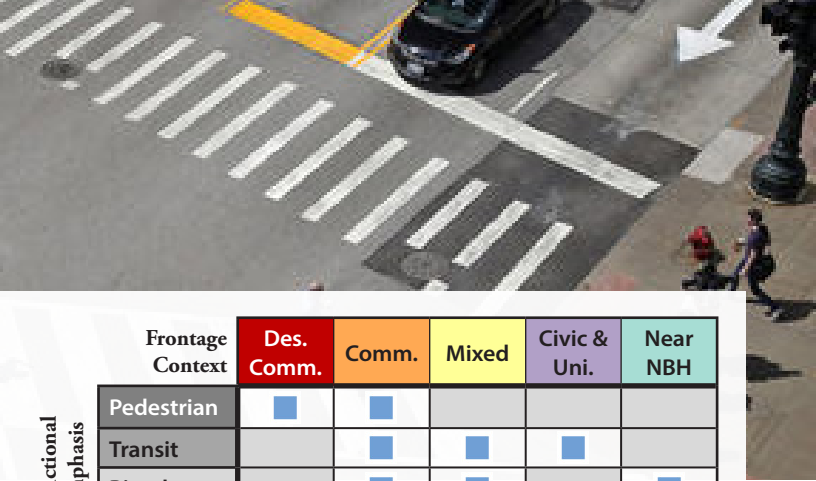 Frontage
Context
Des.
Comm.
Comm.
Mixed
Civic &
Uni.
Near
NBH
Pedestrian
Transit